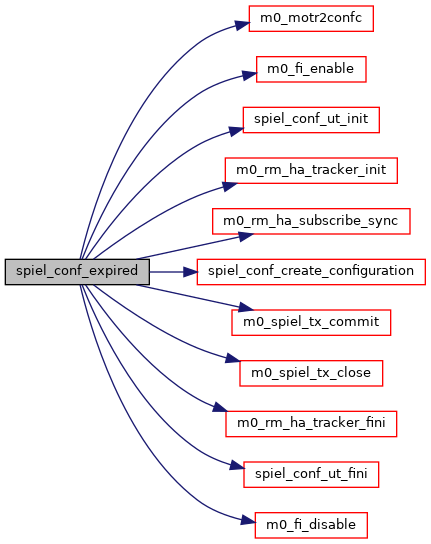 m0_motr2confc
m0_fi_enable
spiel_conf_ut_init
m0_rm_ha_tracker_init
m0_rm_ha_subscribe_sync
spiel_conf_expired
spiel_conf_create_configuration
m0_spiel_tx_commit
m0_spiel_tx_close
m0_rm_ha_tracker_fini
spiel_conf_ut_fini
m0_fi_disable